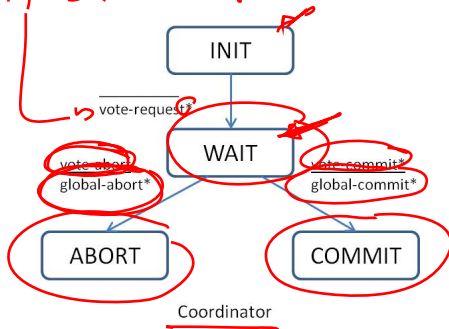 INIT
vote-request*
WAIT
vote-abort
vote-commit*
global-abort*
global-commit*
ABORT
COMMIT
Coordinator